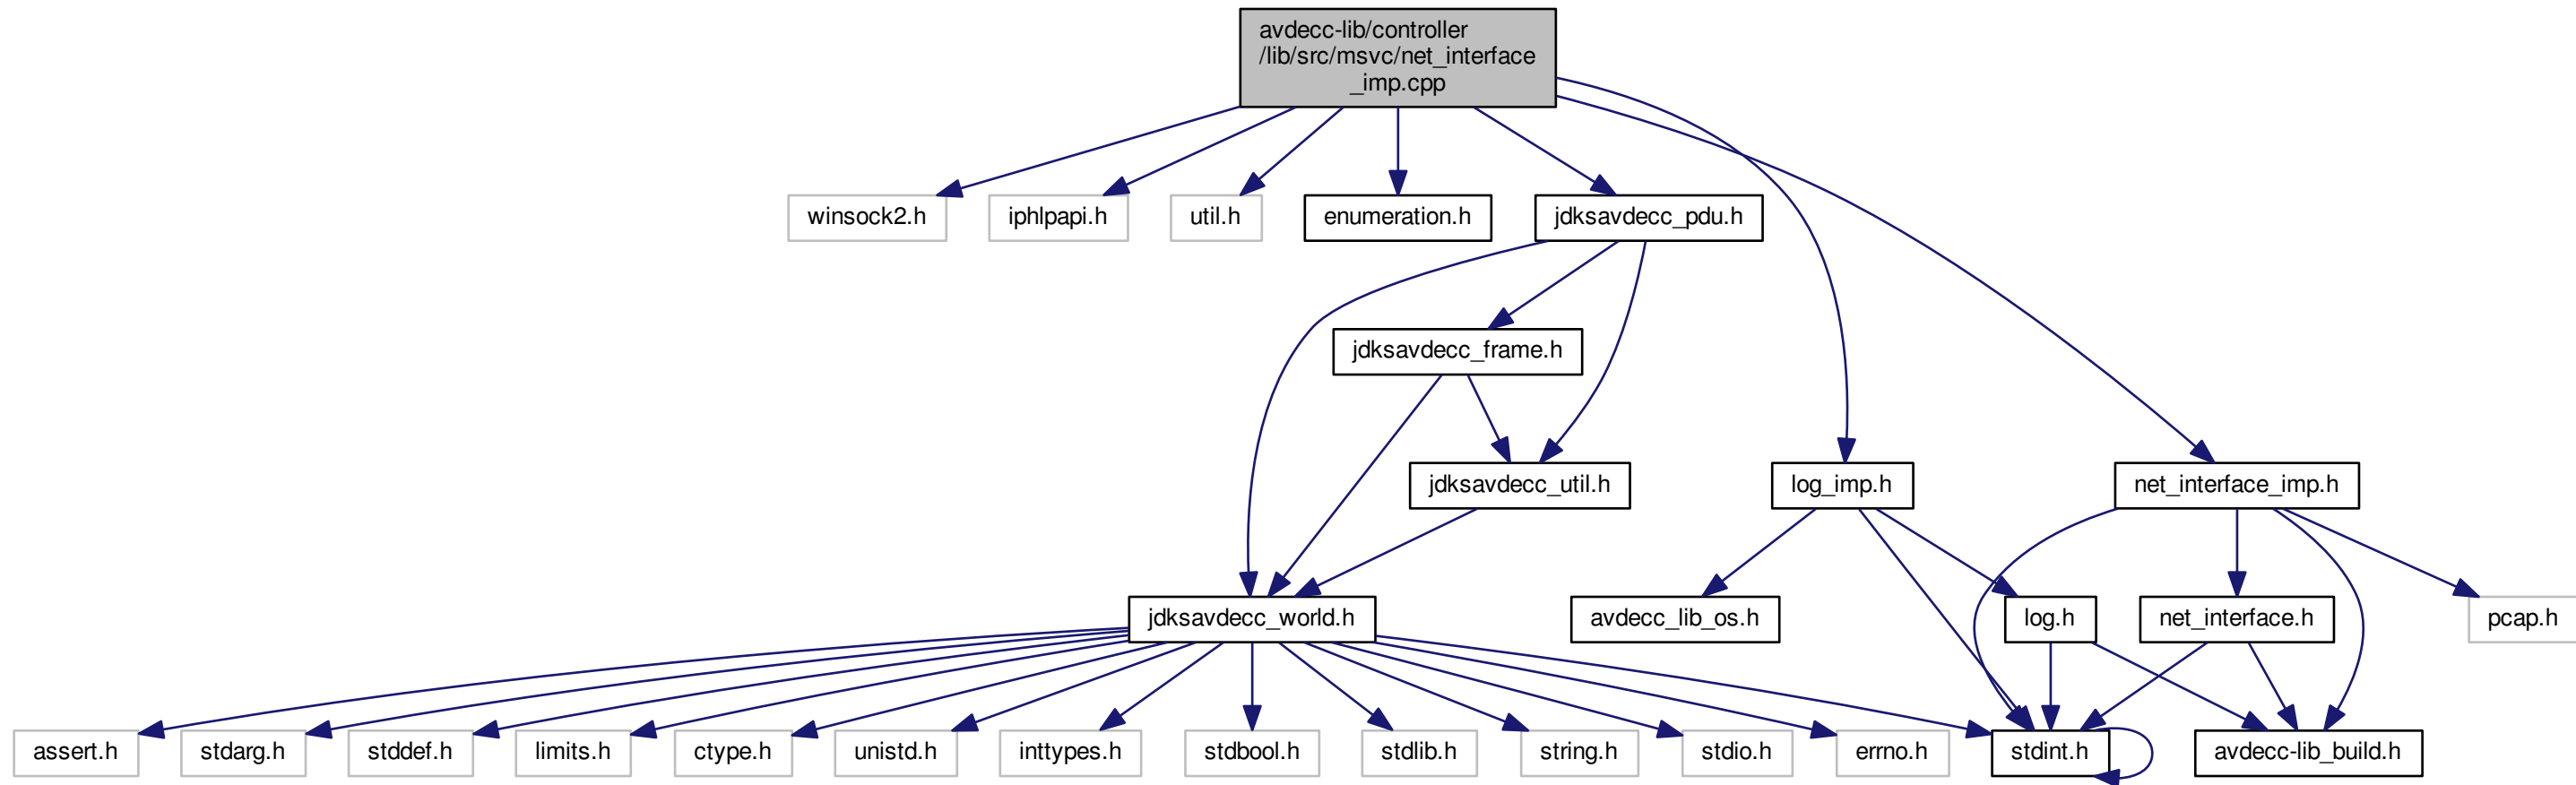 avdecc-lib/controller
/lib/src/msvc/net_interface
_imp.cpp
winsock2.h
iphlpapi.h
util.h
enumeration.h
jdksavdecc_pdu.h
jdksavdecc_frame.h
jdksavdecc_util.h
log_imp.h
net_interface_imp.h
jdksavdecc_world.h
avdecc_lib_os.h
log.h
net_interface.h
pcap.h
assert.h
stdarg.h
stddef.h
limits.h
ctype.h
unistd.h
inttypes.h
stdbool.h
stdlib.h
string.h
stdio.h
errno.h
stdint.h
avdecc-lib_build.h